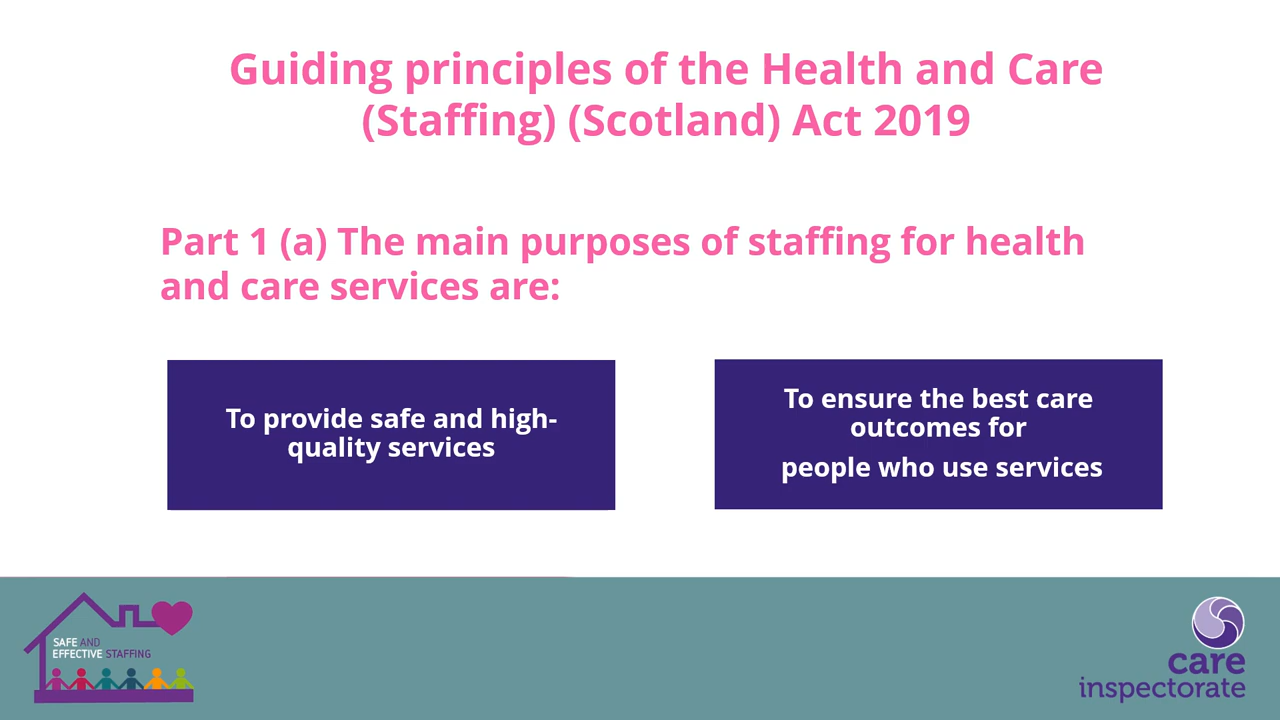 Guiding principles of the Health and Care
(Staffing) (Scotland) Act 2019
Part 1 (a) The main purposes of staffing for health
and care services are:
To provide safe and high-
quality services
To ensure the best care
outcomes for
people who use services
SAFE AND
EFFECTIVE STAFFING
care
inspectorate